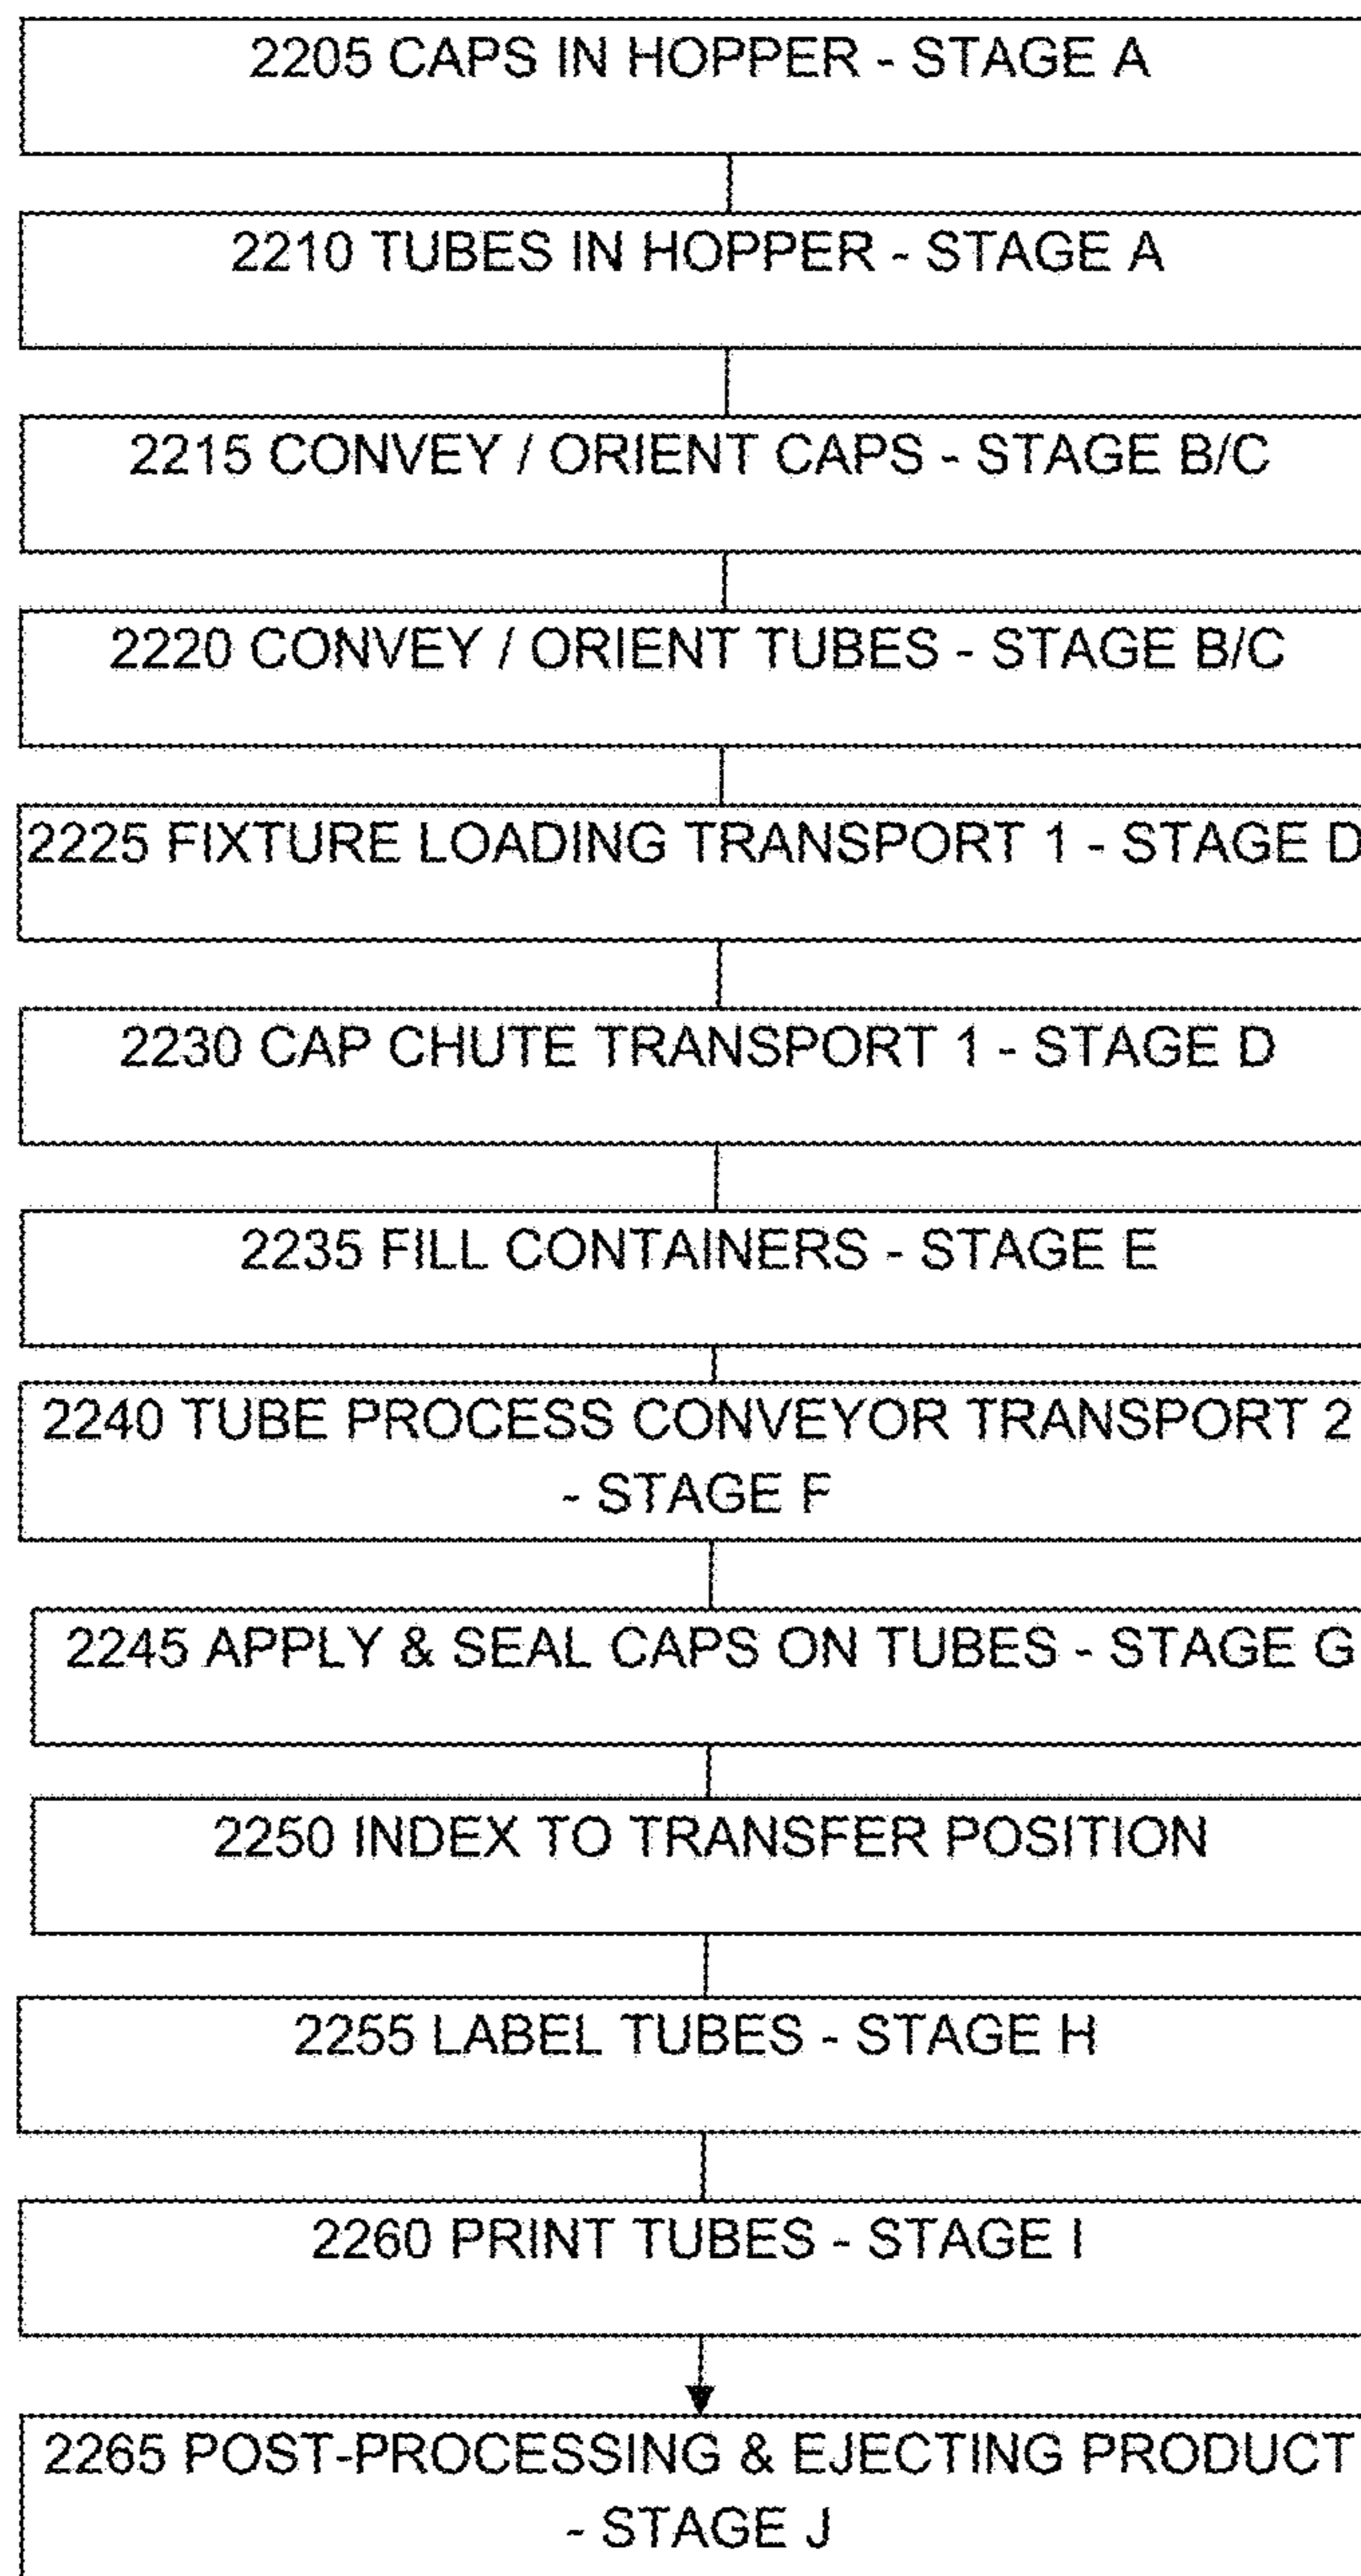 2205 CAPS IN HOPPER - STAGE A
2210 TUBES IN HOPPER - STAGE A
2215 CONVEY / ORIENT CAPS - STAGE B/C
2220 CONVEY / ORIENT TUBES - STAGE B/C
2225 FIXTURE LOADING TRANSPORT 1 - STAGE D
2230 CAP CHUTE TRANSPORT 1 - STAGE D
2235 FILL CONTAINERS - STAGE E
2240 TUBE PROCESS CONVEYOR TRANSPORT 2
- STAGE F
2245 APPLY & SEAL CAPS ON TUBES - STAGE G
2250 INDEX TO TRANSFER POSITION
2255 LABEL TUBES - STAGE H
2260 PRINT TUBES - STAGE I
2265 POST-PROCESSING & EJECTING PRODUCT
- STAGE J